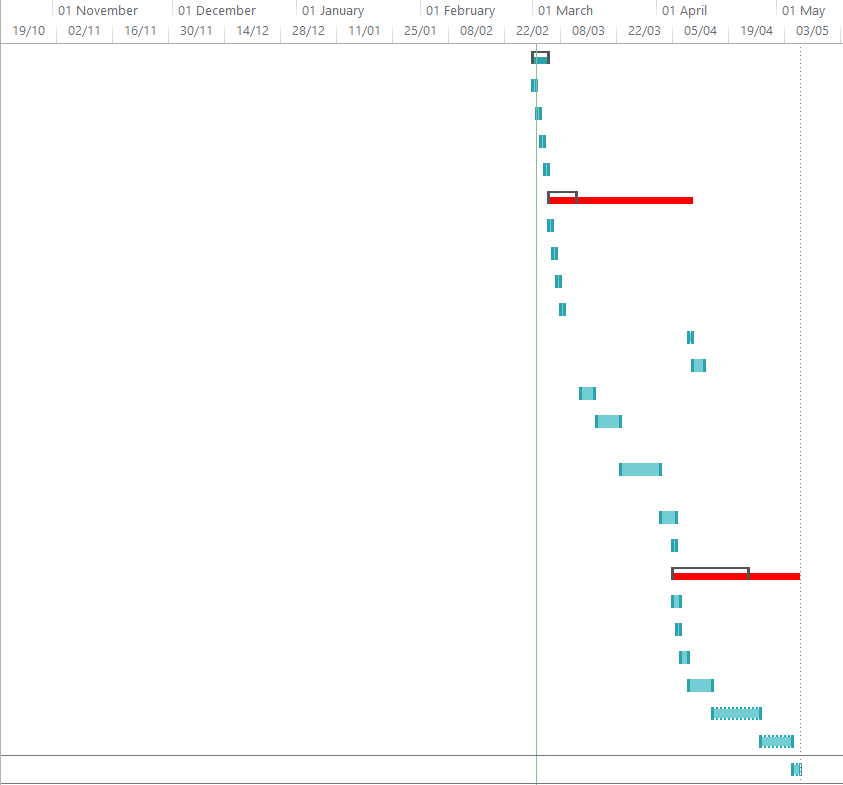 01 November 01 December 01 January 01 February 01 March 01 April 01 May
19/10 02/11 16/11 30/11 14/12 28/12 11/01 25/01 08/02 22/02 08/03 22/03 05/04 19/04 03/05